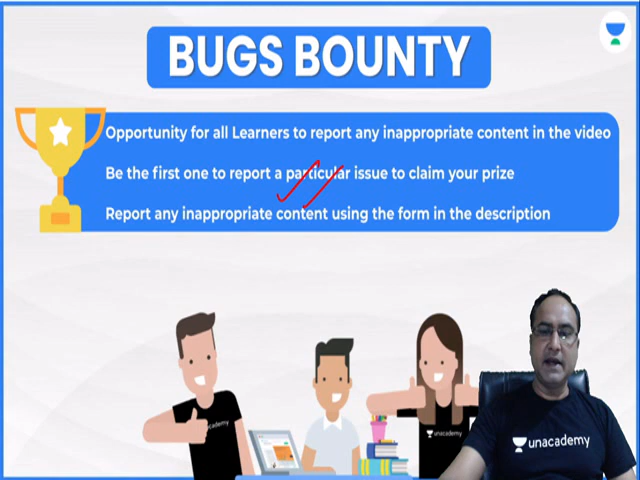 BUGS BOUNTY
Opportunity for all Learners to report any inappropriate content in the video
Be the first one to report a particular issue to claim your prize
Report any inappropriate content using the form in the description
unacademy
unacademy
unacademy